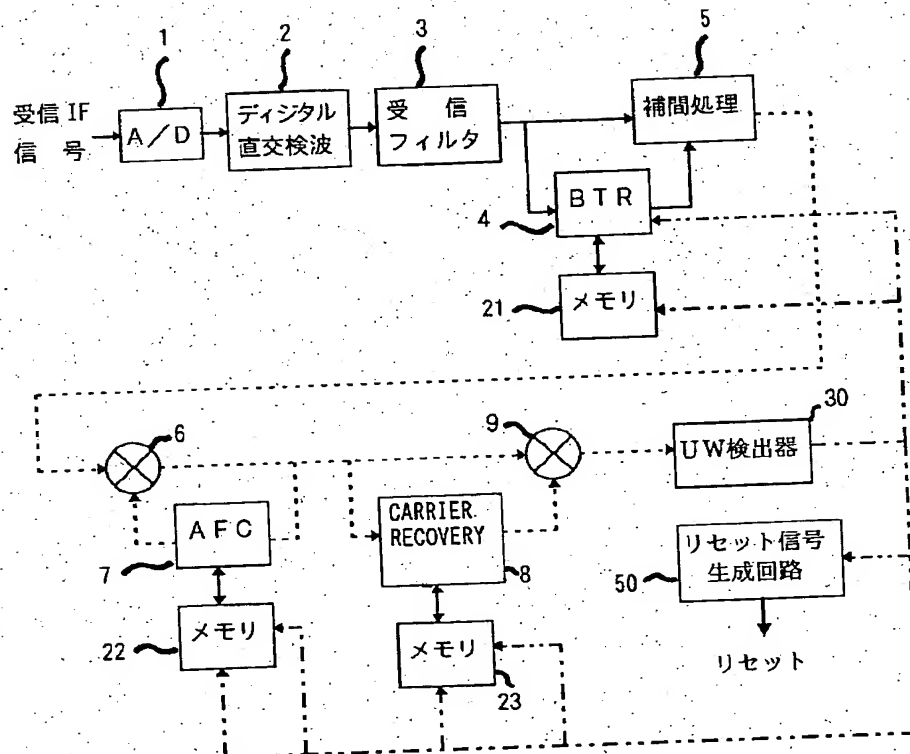 1
2
3
5
受信 IF
信 号
A/D
ディジタル
直交検波
受 信
フィルタ
補間処理
BTR
4
メモリ
21
6
9
30
UW検出器
AFC
7
CARRIER
RECOVERY
8
リセット信号
生成回路
50
メモリ
22
メモリ
23
リセット